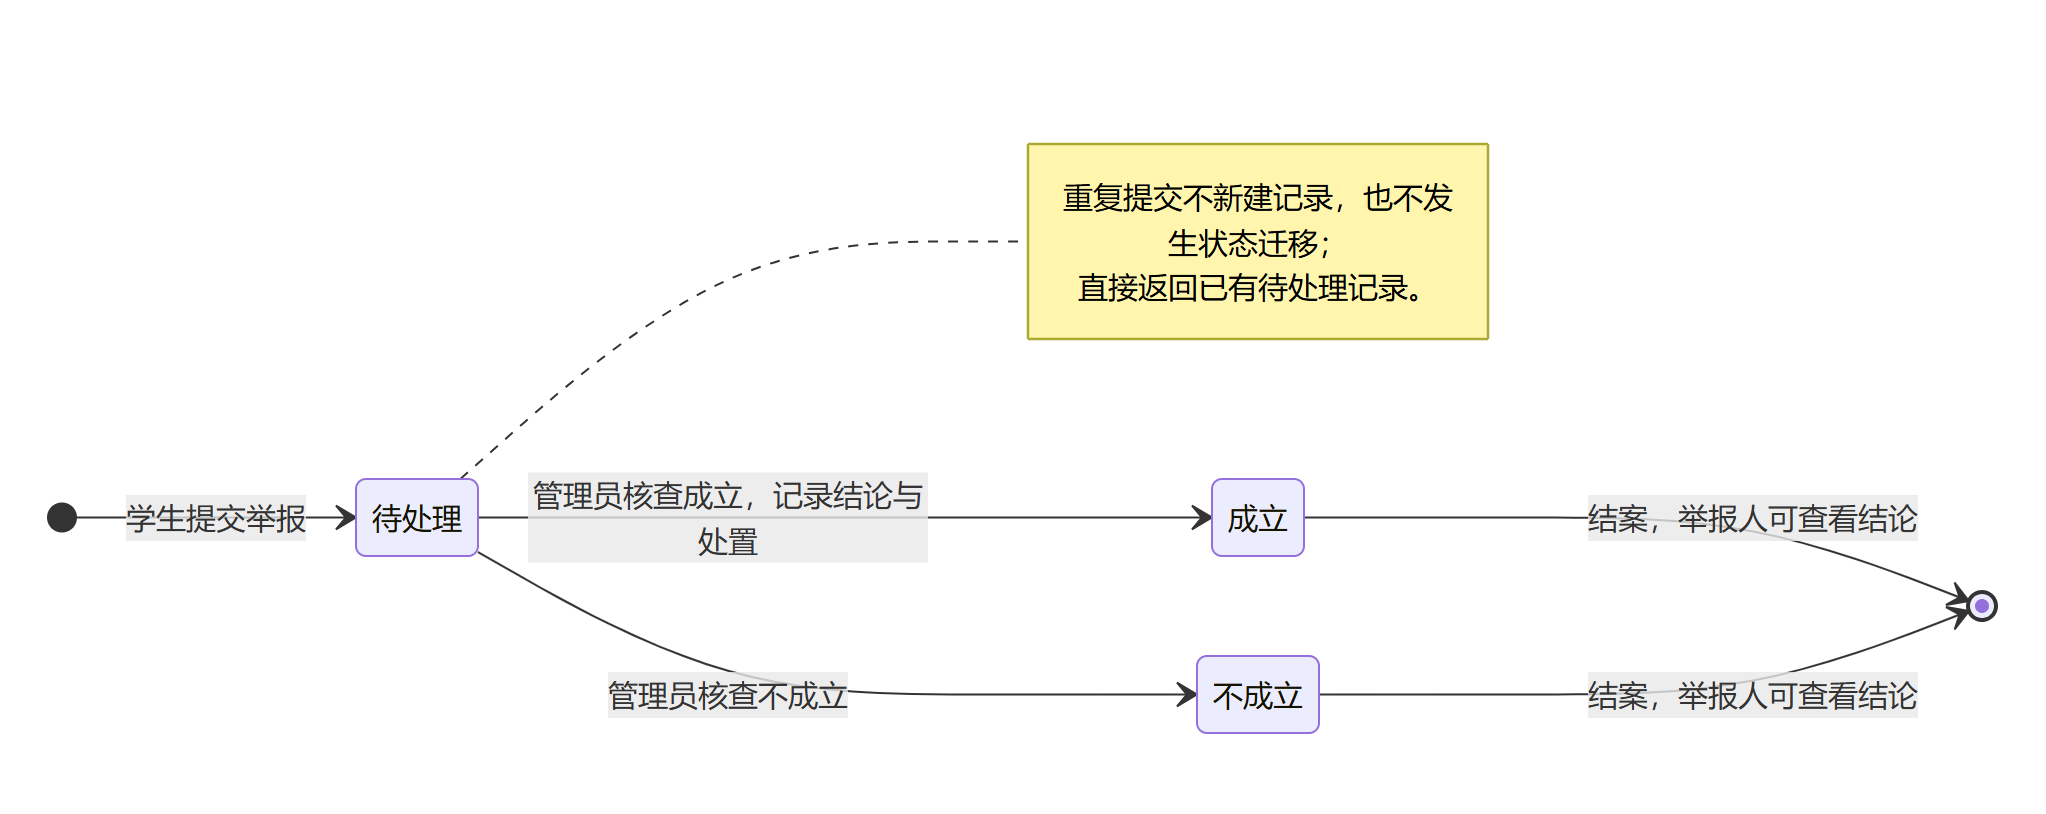 重复提交不新建记录，也不发
生状态迁移；
直接返回已有待处理记录。
学生提交举报
待处理
管理员核查成立，记录结论与
处置
成立
结案，举报人可查看结论
管理员核查不成立
不成立
结案，举报人可查看结论